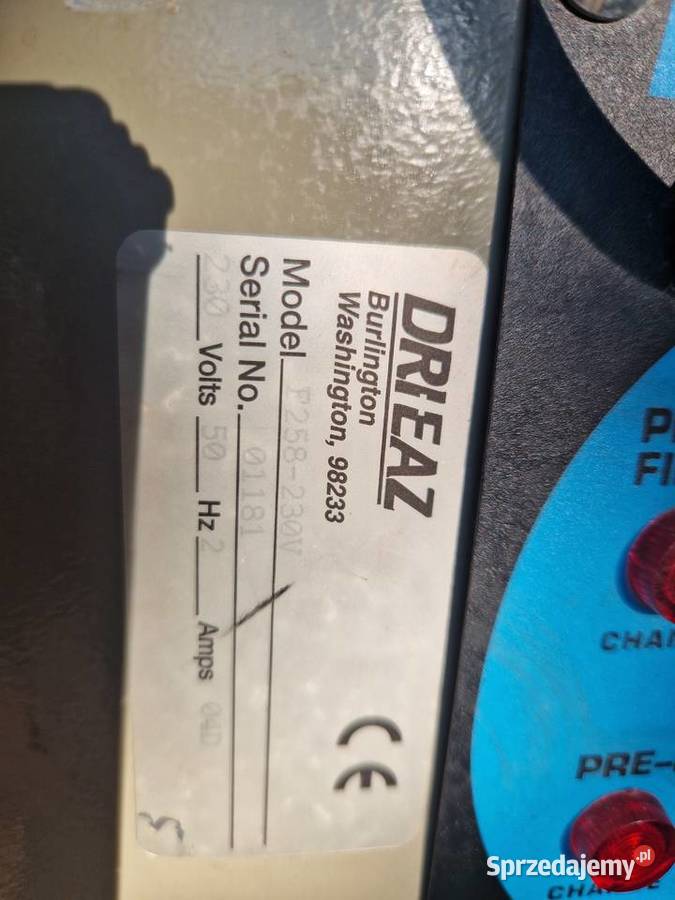 DRI-EAZ
Burlington
Washington, 98233
Model F258-230V
Serial No. 01181
230 Volts 50 Hz 2 Amps 04D
CE
PRE-
CHANGE
Sprzedajemy.pl